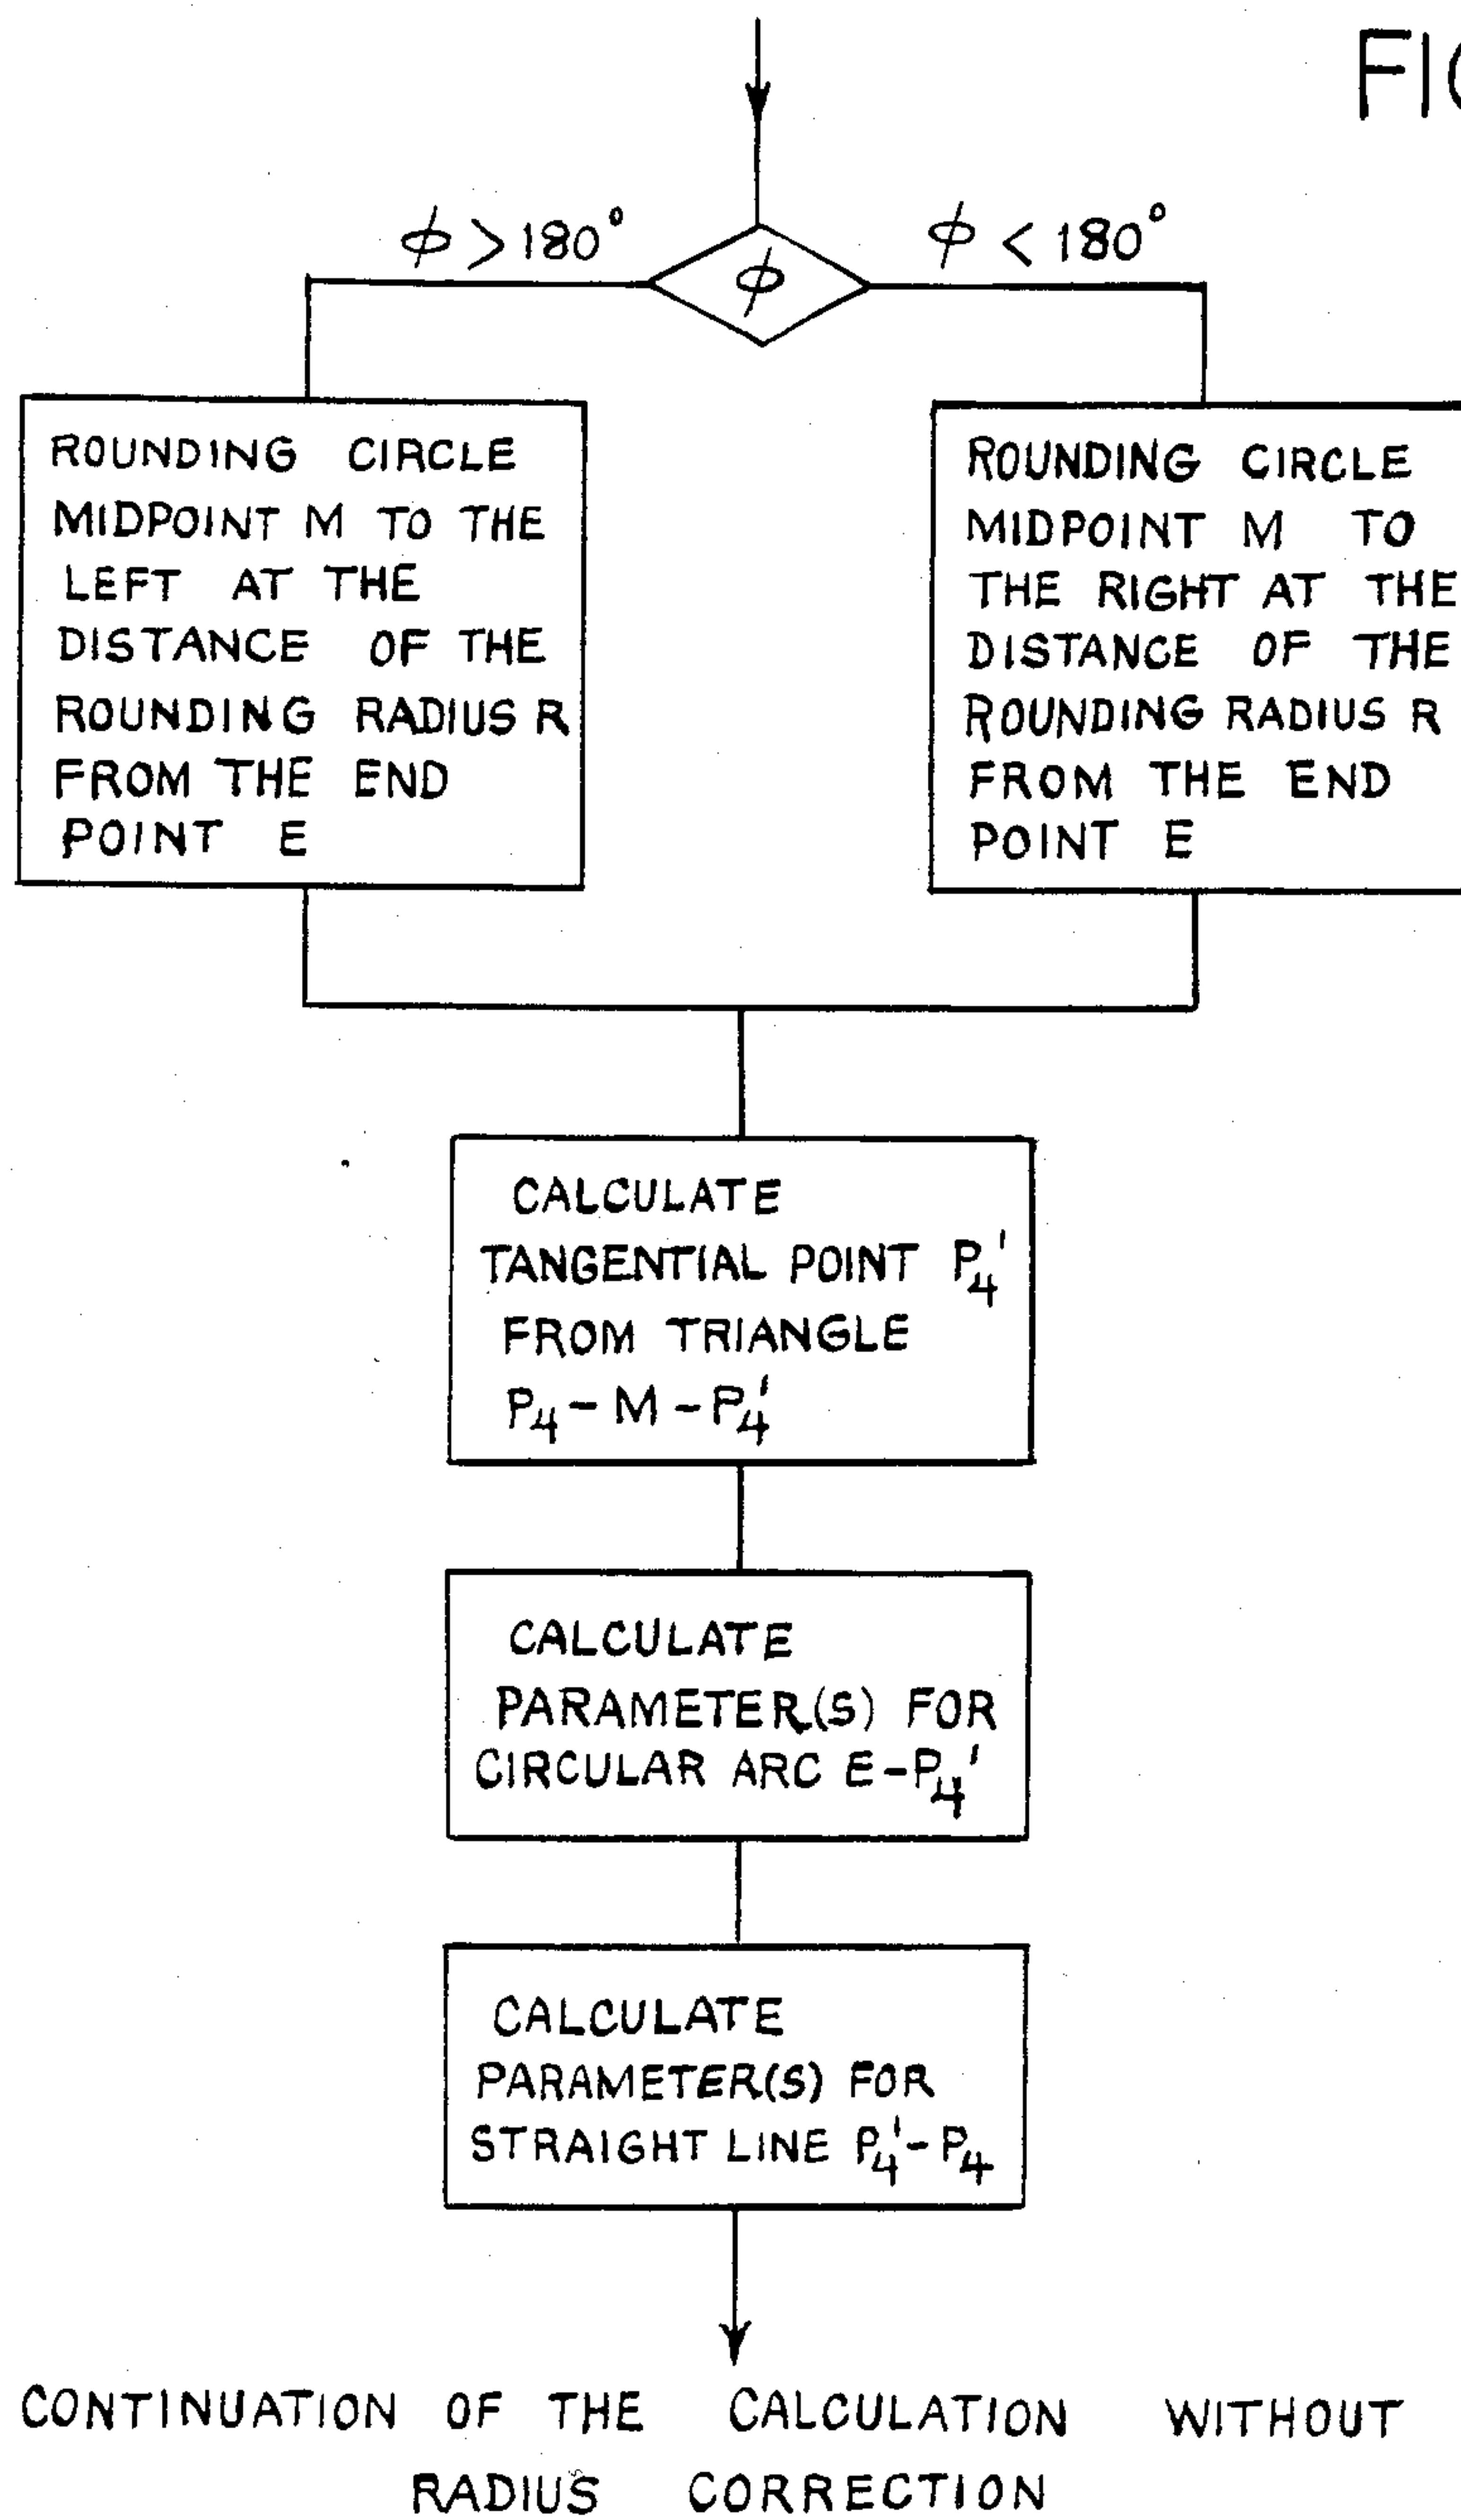 FIG
ϕ > 180°
ϕ < 180°
ϕ
ROUNDING CIRCLE
MIDPOINT M TO THE
LEFT AT THE
DISTANCE OF THE
ROUNDING RADIUS R
FROM THE END
POINT E
ROUNDING CIRCLE
MIDPOINT M TO
THE RIGHT AT THE
DISTANCE OF THE
ROUNDING RADIUS R
FROM THE END
POINT E
CALCULATE
TANGENTIAL POINT P₄'
FROM TRIANGLE
P₄ – M – P₄'
CALCULATE
PARAMETER(S) FOR
CIRCULAR ARC E–P₄'
CALCULATE
PARAMETER(S) FOR
STRAIGHT LINE P₄'–P₄
CONTINUATION OF THE CALCULATION WITHOUT
RADIUS CORRECTION